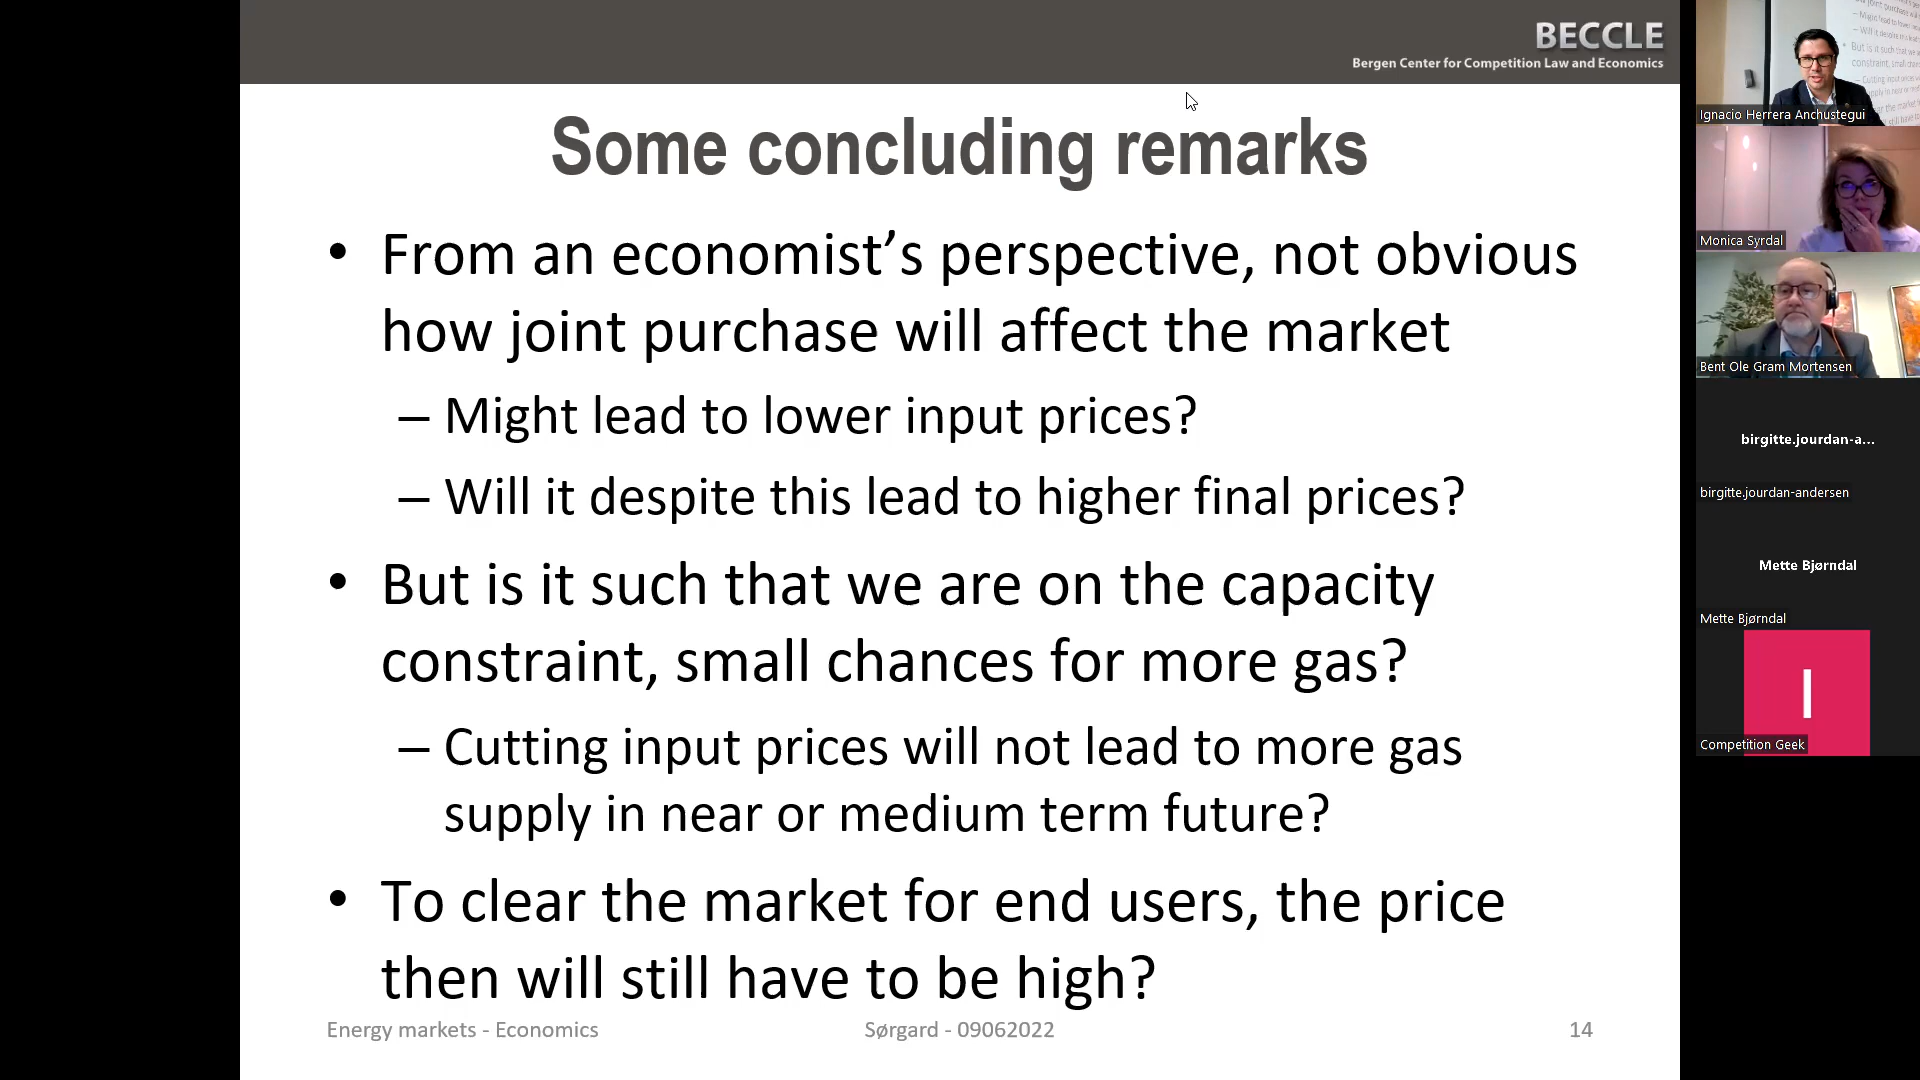 BECCLE
Bergen Center for Competition Law and Economics
Some concluding remarks
• From an economist’s perspective, not obvious
how joint purchase will affect the market
– Might lead to lower input prices?
– Will it despite this lead to higher final prices?
• But is it such that we are on the capacity
constraint, small chances for more gas?
– Cutting input prices will not lead to more gas
supply in near or medium term future?
• To clear the market for end users, the price
then will still have to be high?
Energy markets - Economics
Sørgard - 09062022
14
Ignacio Herrera Anchustegui
Monica Syrdal
Bent Ole Gram Mortensen
birgitte.jourdan-a...
birgitte.jourdan-andersen
Mette Bjørndal
Mette Bjørndal
I
Competition Geek